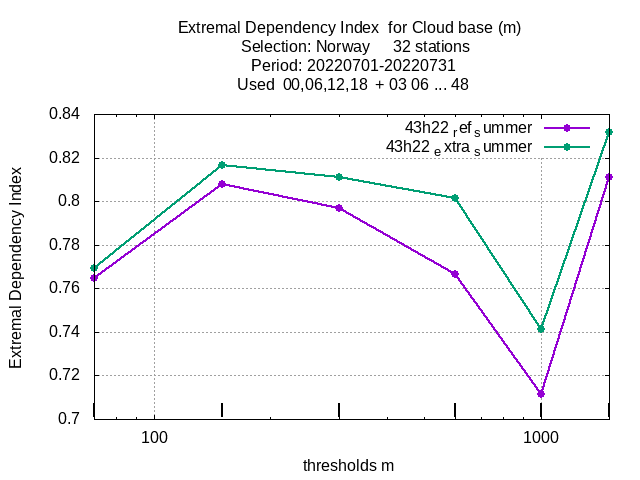 Extremal Dependency Index  for Cloud base (m)
Selection: Norway     32 stations
Period: 20220701-20220731
Used  00,06,12,18  + 03 06 ... 48
43h22 ref summer
43h22 extra summer
0.84
0.82
0.8
0.78
0.76
0.74
0.72
0.7
Extremal Dependency Index
100
1000
thresholds m